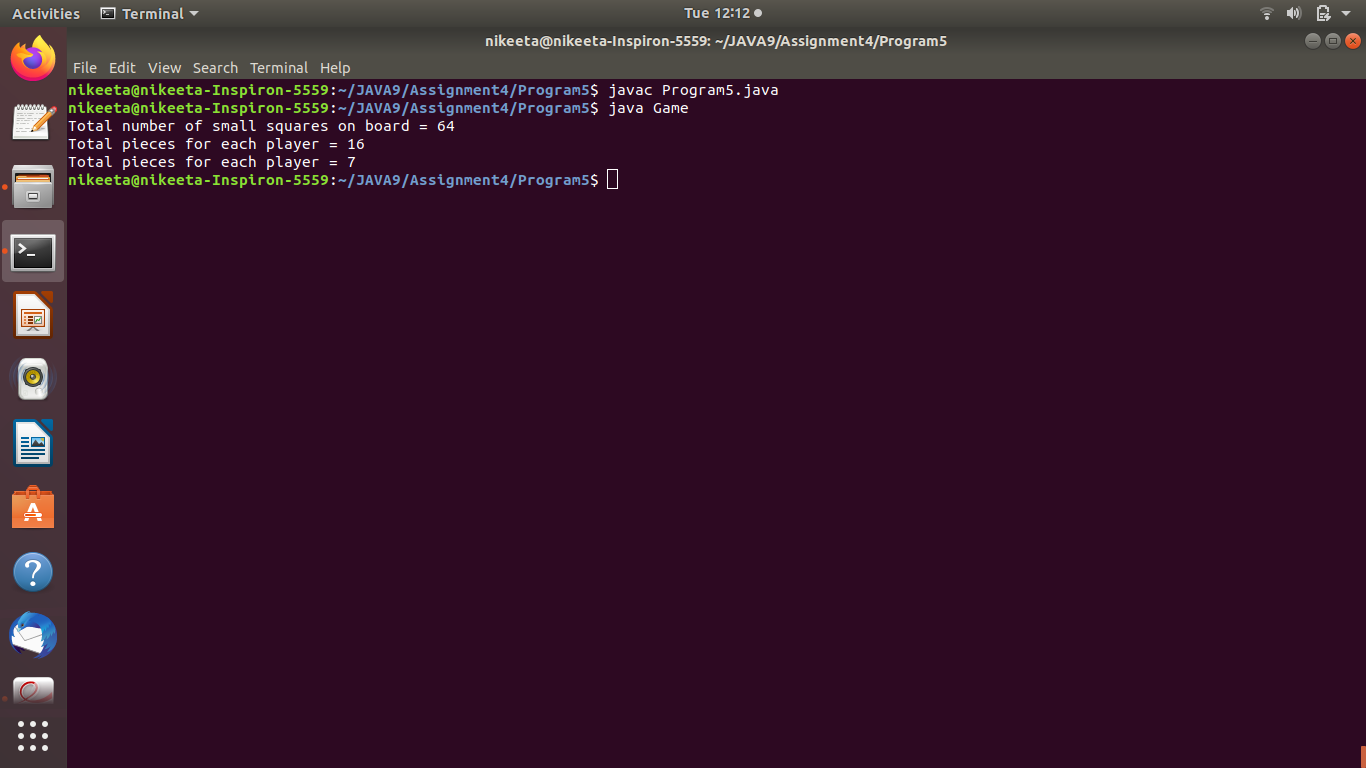 Activities Terminal Tue 12:12
nikeeta@nikeeta-Inspiron-5559: ~/JAVA9/Assignment4/Program5
File Edit View Search Terminal Help
nikeeta@nikeeta-Inspiron-5559:~/JAVA9/Assignment4/Program5$ javac Program5.java
nikeeta@nikeeta-Inspiron-5559:~/JAVA9/Assignment4/Program5$ java Game
Total number of small squares on board = 64
Total pieces for each player = 16
Total pieces for each player = 7
nikeeta@nikeeta-Inspiron-5559:~/JAVA9/Assignment4/Program5$